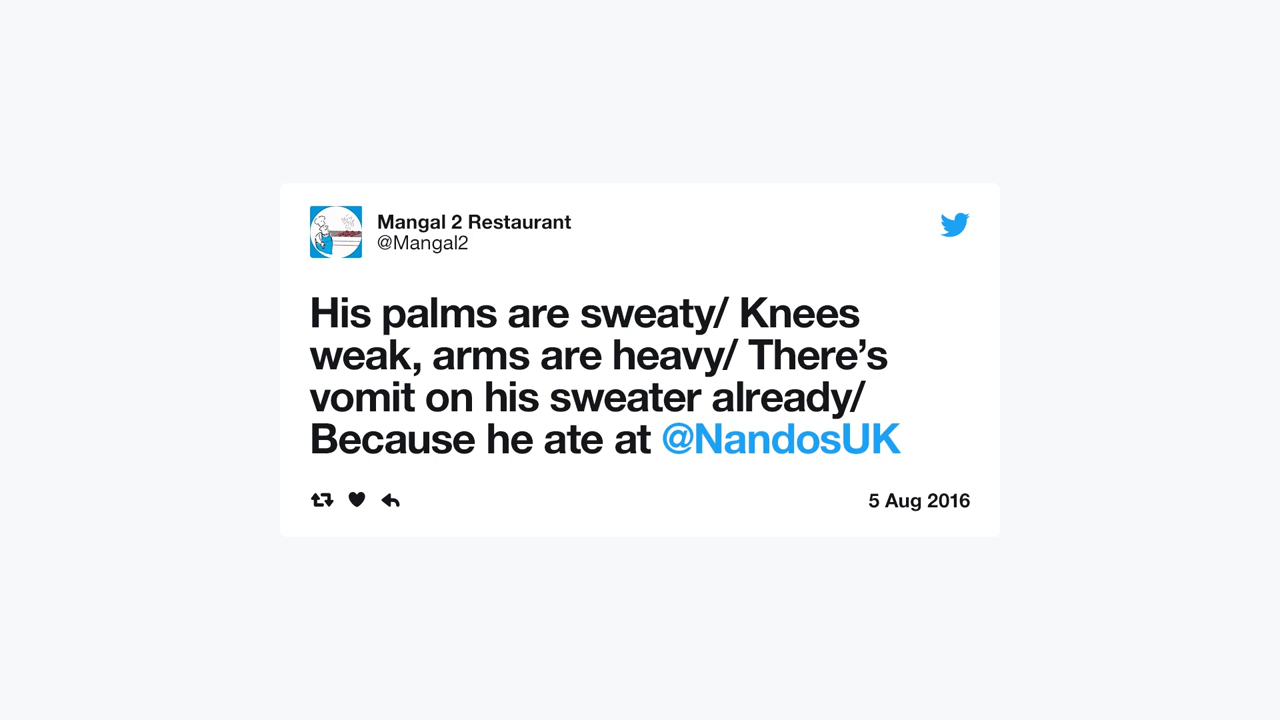 Mangal 2 Restaurant
@Mangal2
His palms are sweaty/ Knees
weak, arms are heavy/ There’s
vomit on his sweater already/
Because he ate at @NandosUK
5 Aug 2016